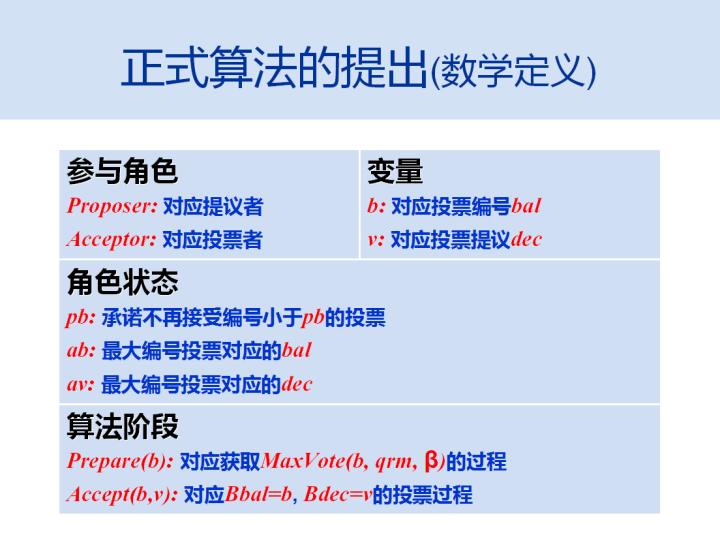 正式算法的提出(数学定义)
参与角色
Proposer: 对应提议者
Acceptor: 对应投票者
变量
b: 对应投票编号bal
v: 对应投票提议dec
角色状态
pb: 承诺不再接受编号小于pb的投票
ab: 最大编号投票对应的bal
av: 最大编号投票对应的dec
算法阶段
Prepare(b): 对应获取MaxVote(b, qrm, β)的过程
Accept(b,v): 对应Bbal=b, Bdec=v的投票过程